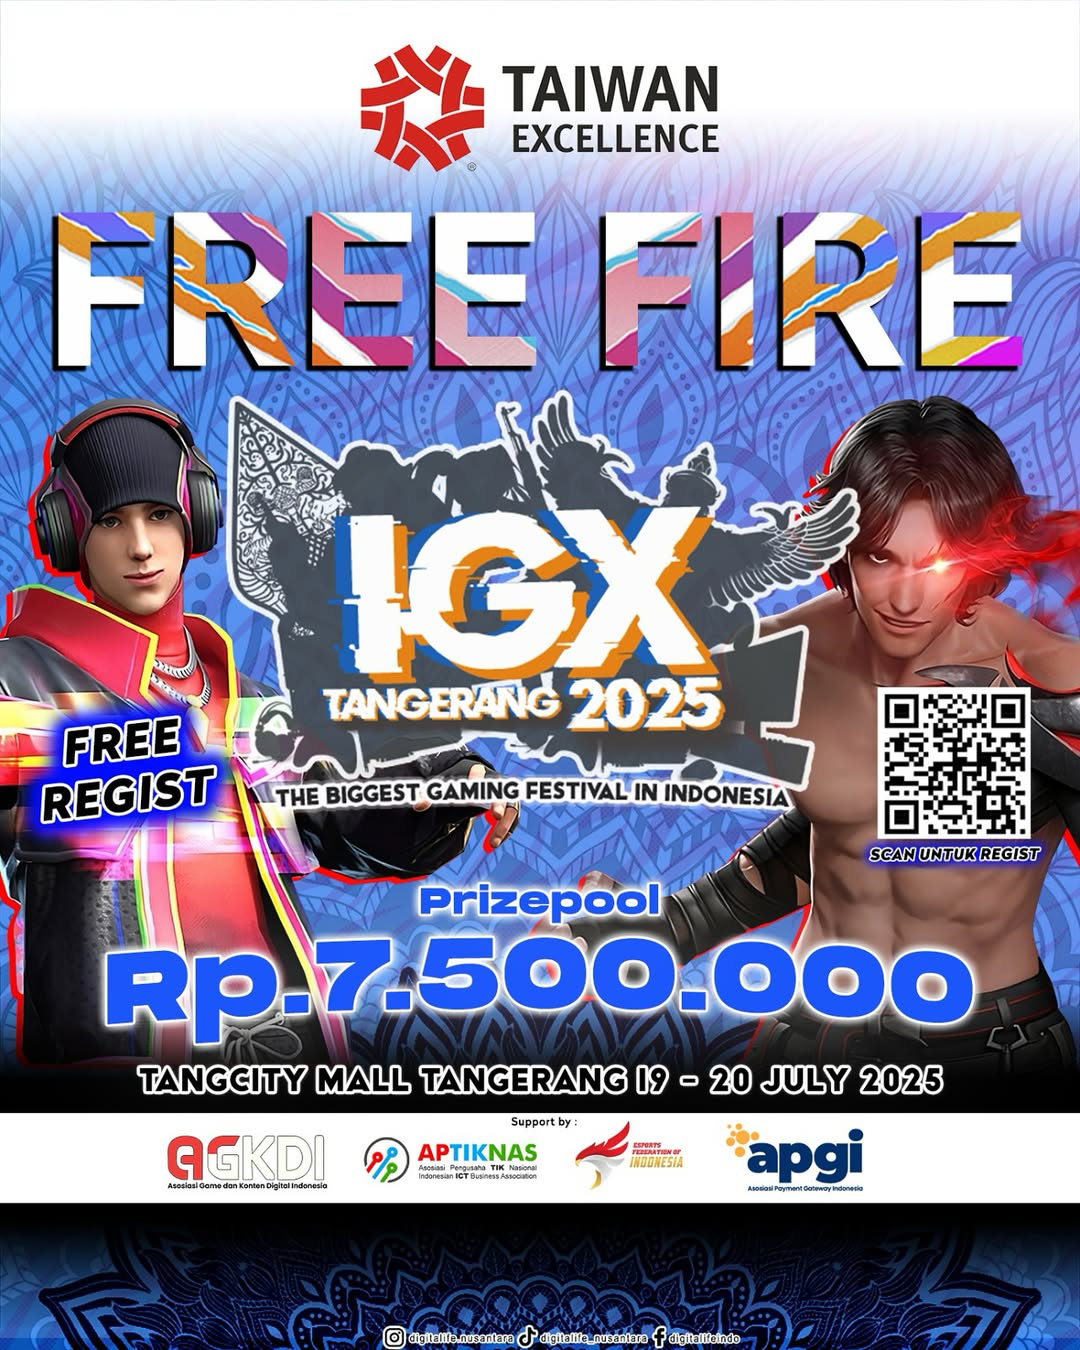 TAIWAN
EXCELLENCE
®
FREE FIRE
IGX
TANGERANG 2025
THE BIGGEST GAMING FESTIVAL IN INDONESIA
FREE
REGIST
SCAN UNTUK REGIST
Prizepool
Rp.7.500.000
TANGCITY MALL TANGERANG 19 - 20 JULY 2025
Support by :
AGKDI
Asosiasi Game dan Konten Digital Indonesia
APTIKNAS
Asosiasi Pengusaha TIK Nasional
Indonesian ICT Business Association
ESPORTS
FEDERATION OF
INDONESIA
apgi
Asosiasi Payment Gateway Indonesia
digitalife.nusantara digitalife_nusantara digitalifeindo